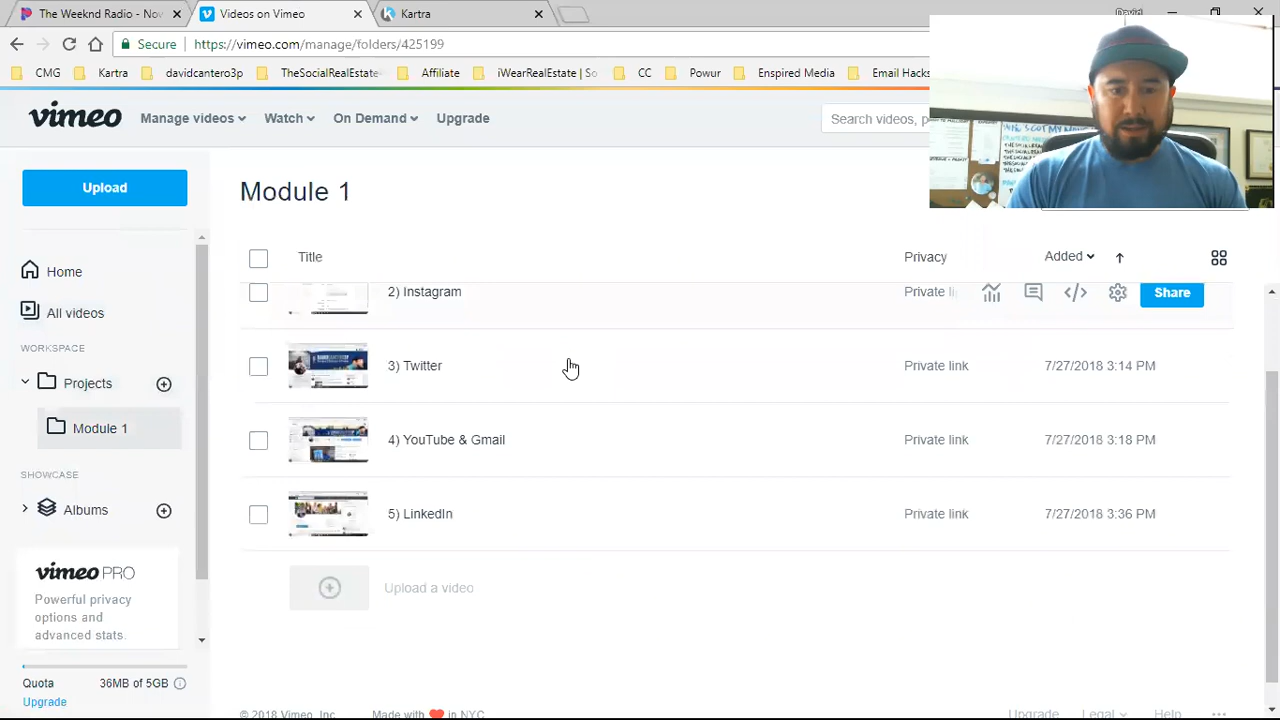 The Weeknd Radio - Nov
Videos on Vimeo
Kartra
Secure
https://vimeo.com/manage/folders/425199
CMG
Kartra
davidcantero.p
TheSocialRealEstate
Affiliate
iWearRealEstate | So
CC
Powur
Enspired Media
Email Hack
vimeo
Manage videos
Watch
On Demand
Upgrade
Search videos, p
Upload
Module 1
Title
Privacy
Added
Home
2) Instagram
Private li
Share
All videos
WORKSPACE
3) Twitter
Private link
7/27/2018 3:14 PM
Projects
Module 1
4) YouTube & Gmail
Private link
7/27/2018 3:18 PM
SHOWCASE
Albums
5) LinkedIn
Private link
7/27/2018 3:36 PM
vimeo PRO
Powerful privacy
options and
advanced stats.
Upload a video
Quota
36MB of 5GB
Upgrade
© 2018 Vimeo, Inc.
Made with
in NYC
Upgrade
Legal
Help